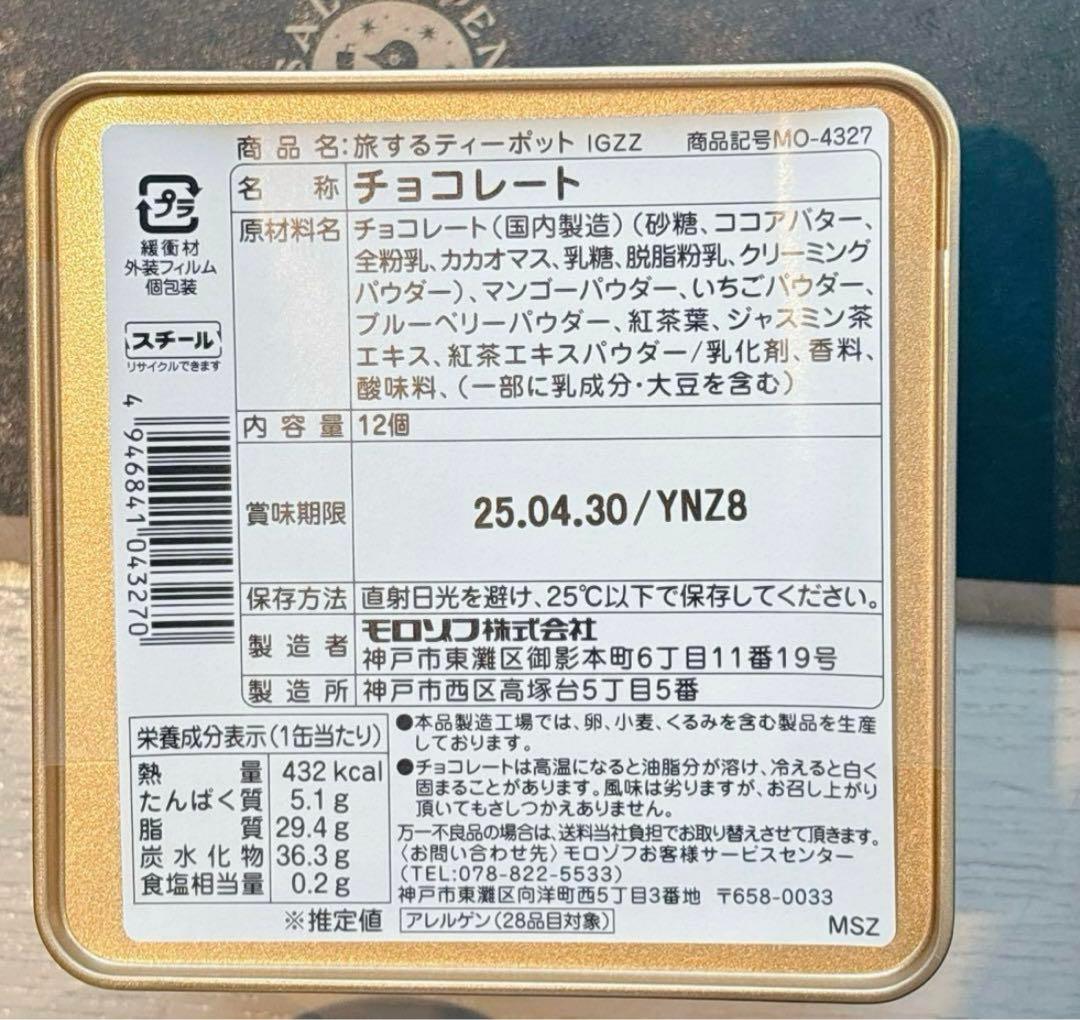 商品名:旅するティーポット IGZZ 商品記号MO-4327
プラ
緩衝材
外装フィルム
個包装
スチール
リサイクルできます
4 946841 043270
名称 チョコレート
原材料名 チョコレート(国内製造)(砂糖、ココアバター、
全粉乳、カカオマス、乳糖、脱脂粉乳、クリーミング
パウダー)、マンゴーパウダー、いちごパウダー、
ブルーベリーパウダー、紅茶葉、ジャスミン茶
エキス、紅茶エキスパウダー/乳化剤、香料、
酸味料、(一部に乳成分・大豆を含む)
内容量 12個
賞味期限 25.04.30/YNZ8
保存方法 直射日光を避け、25℃以下で保存してください。
製造者 モロゾフ株式会社
神戸市東灘区御影本町6丁目11番19号
製造所 神戸市西区高塚台5丁目5番
栄養成分表示(1缶当たり)
熱量 432 kcal
たんぱく質 5.1 g
脂質 29.4 g
炭水化物 36.3 g
食塩相当量 0.2 g
※推定値
●本品製造工場では、卵、小麦、くるみを含む製品を生産
しております。
●チョコレートは高温になると油脂分が溶け、冷えると白く
固まることがあります。風味は劣りますが、お召し上がり
頂いてもさしつかえありません。
万一不良品の場合は、送料当社負担でお取り替えさせて頂きます。
〈お問い合わせ先〉モロゾフお客様サービスセンター
(TEL:078-822-5533)
神戸市東灘区向洋町西5丁目3番地 〒658-0033
アレルゲン(28品目対象)
MSZ